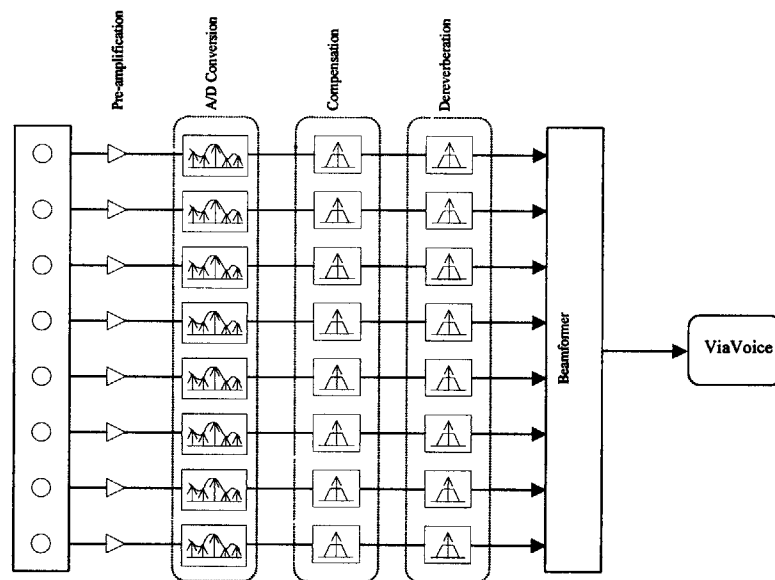 Pre-amplification
A/D Conversion
Compensation
Dereverberation
Beamformer
ViaVoice